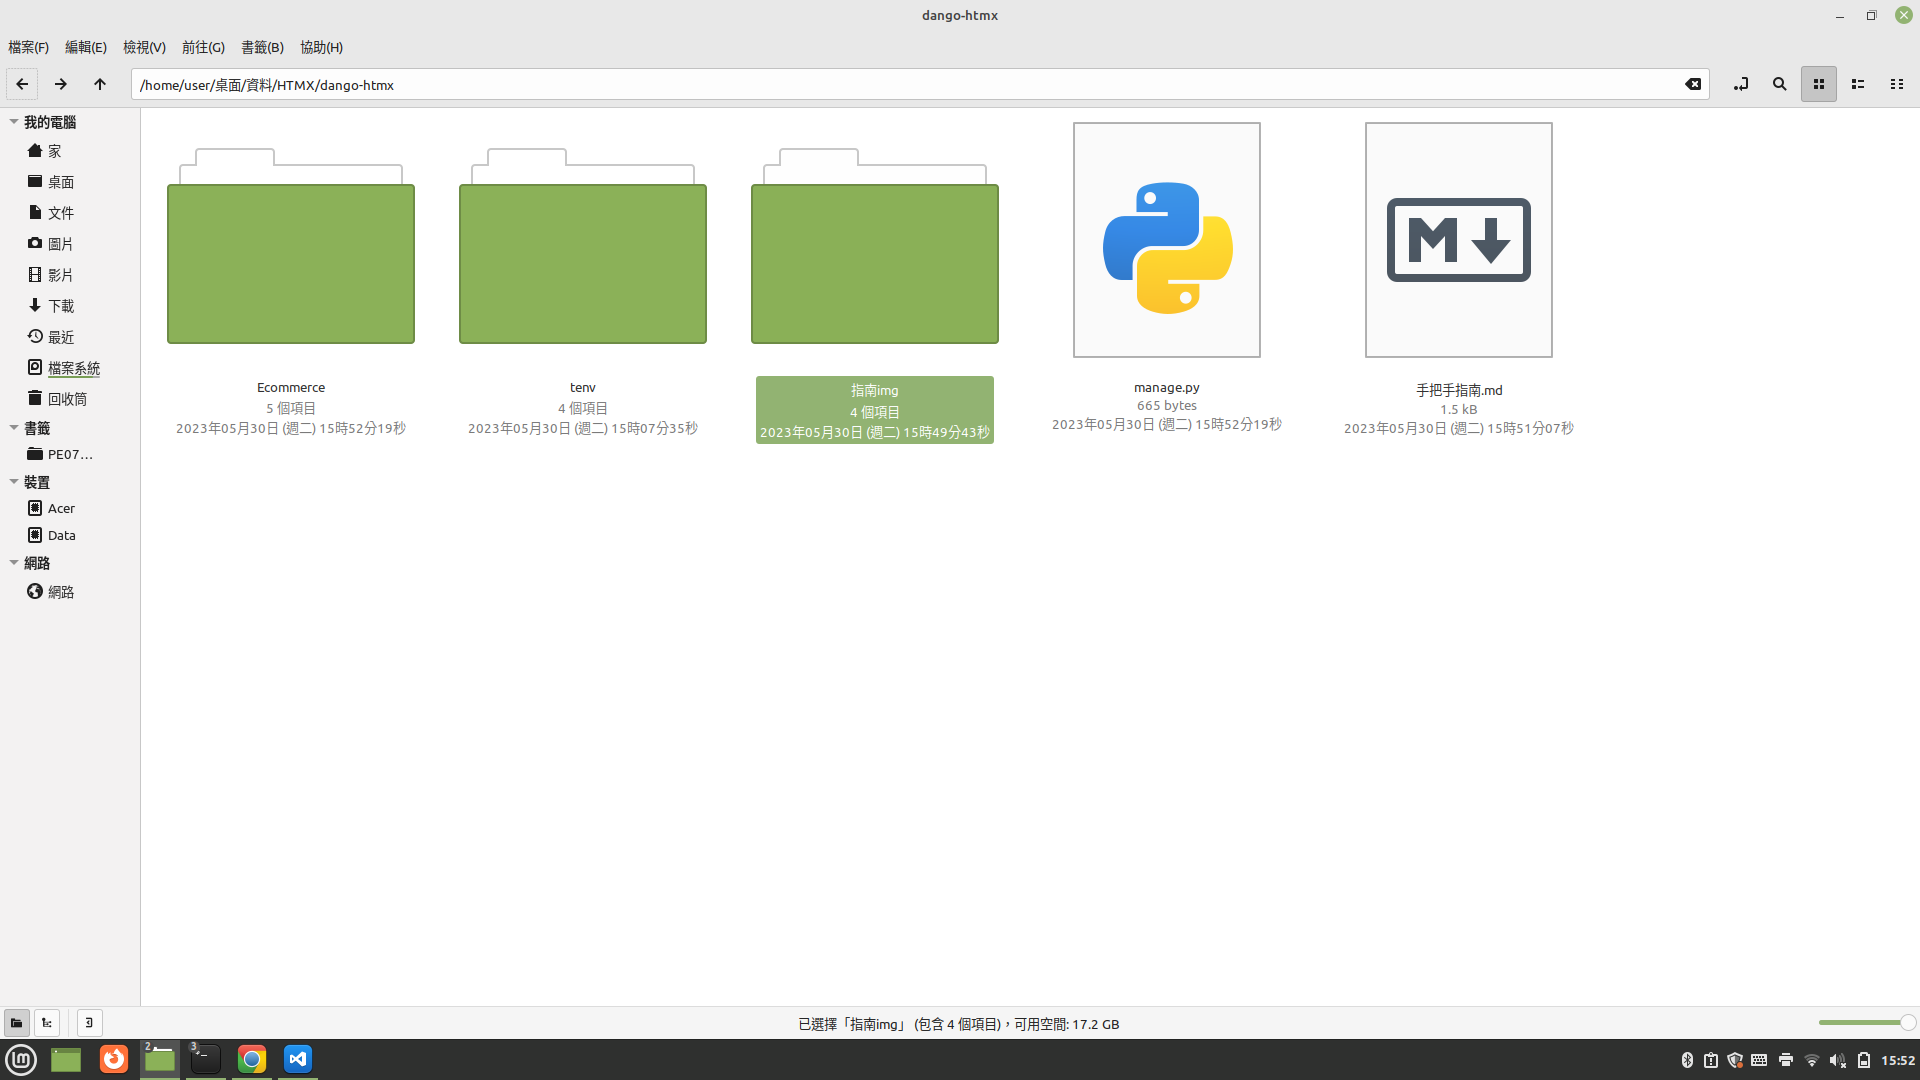 dango-htmx
檔案(F) 編輯(E) 檢視(V) 前往(G) 書籤(B) 協助(H)
/home/user/桌面/資料/HTMX/dango-htmx
我的電腦
家
桌面
文件
圖片
影片
下載
最近
檔案系統
回收筒
書籤
PE07...
裝置
Acer
Data
網路
網路
Ecommerce
5 個項目
2023年05月30日 (週二) 15時52分19秒
tenv
4 個項目
2023年05月30日 (週二) 15時07分35秒
指南img
4 個項目
2023年05月30日 (週二) 15時49分43秒
manage.py
665 bytes
2023年05月30日 (週二) 15時52分19秒
M
手把手指南.md
1.5 kB
2023年05月30日 (週二) 15時51分07秒
已選擇「指南img」 (包含 4 個項目)，可用空間: 17.2 GB
2
3
15:52